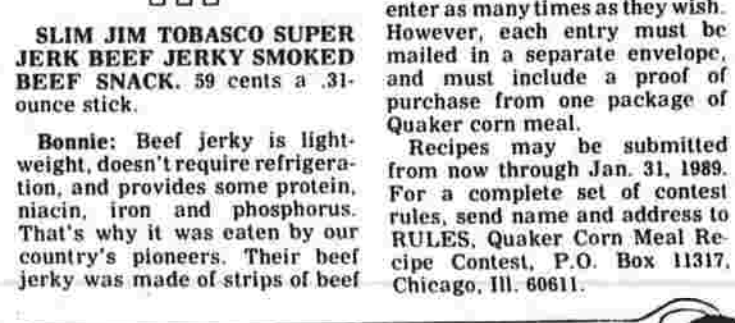 SLIM JIM TOBASCO SUPER
JERK BEEF JERKY SMOKED
BEEF SNACK. 59 cents a .31-
ounce stick.
Bonnie: Beef jerky is light-
weight, doesn't require refrigera-
tion, and provides some protein,
niacin, iron and phosphorus.
That's why it was eaten by our
country's pioneers. Their beef
jerky was made of strips of beef
enter as many times as they wish.
However, each entry must be
mailed in a separate envelope,
and must include a proof of
purchase from one package of
Quaker corn meal.
Recipes may be submitted
from now through Jan. 31, 1989.
For a complete set of contest
rules, send name and address to
RULES, Quaker Corn Meal Re-
cipe Contest, P.O. Box 11317,
Chicago, Ill. 60611.